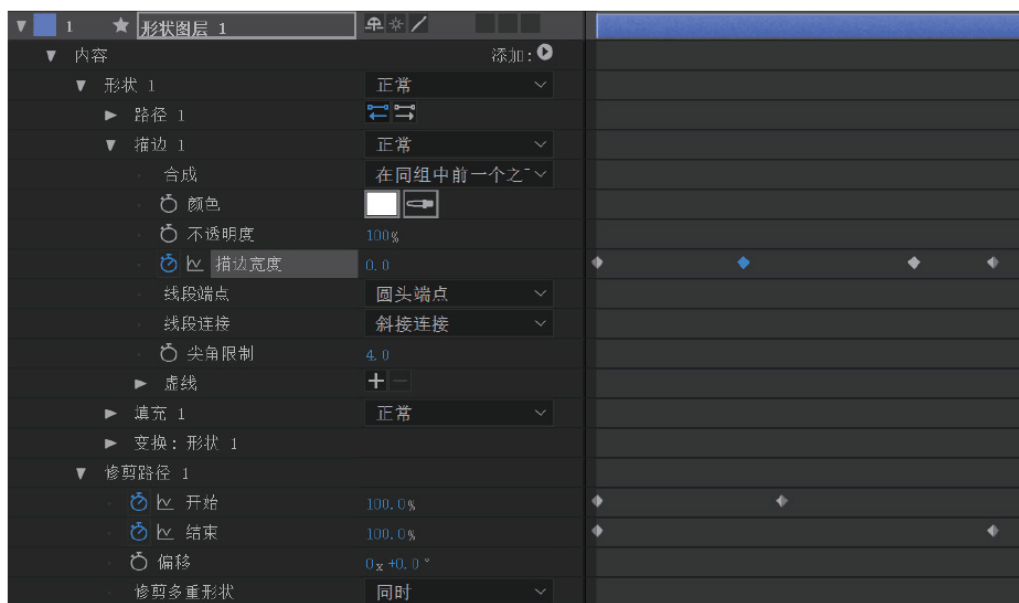 1 形状图层 1
内容 添加:
形状 1 正常
路径 1
描边 1 正常
合成 在同组中前一个之
颜色
不透明度 100%
描边宽度 0.0
线段端点 圆头端点
线段连接 斜接连接
尖角限制 4.0
虚线
填充 1 正常
变换: 形状 1
修剪路径 1
开始 100.0%
结束 100.0%
偏移 0x+0.0°
修剪多重形状 同时